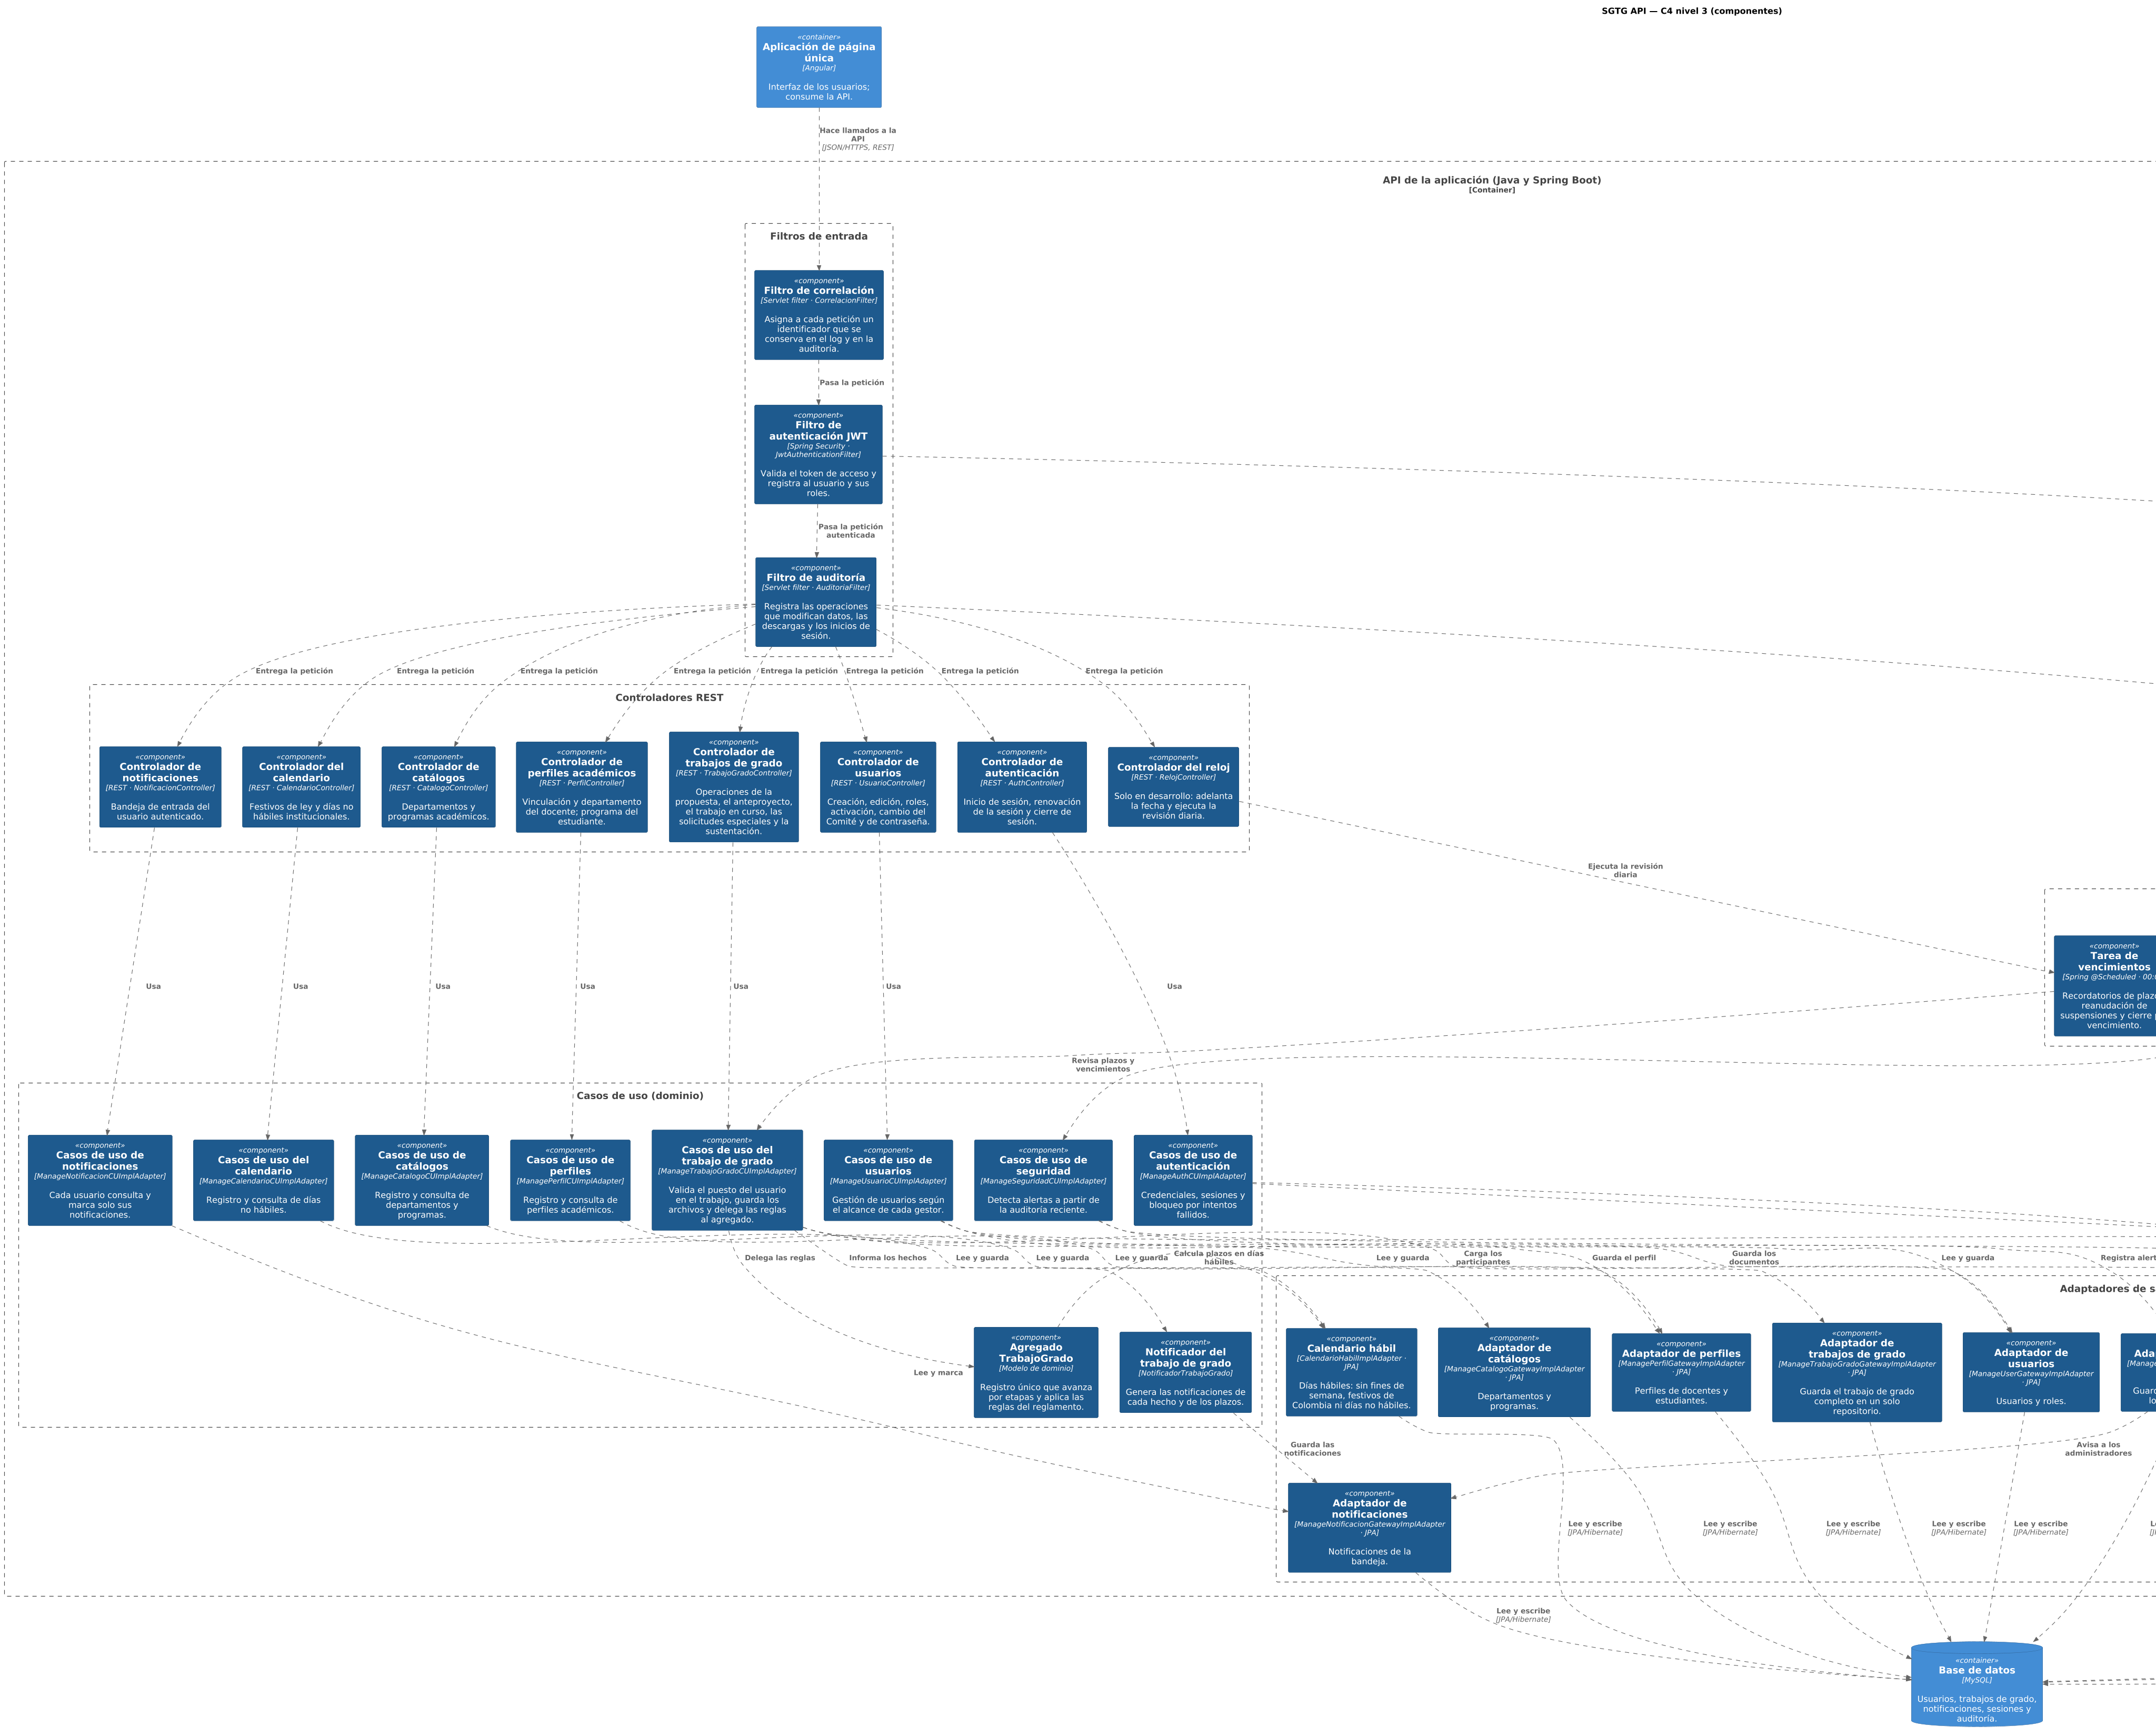 SGTG API — C4 nivel 3 (componentes)
«container»
Aplicación de página
única
[Angular]
Interfaz de los usuarios;
consume la API.
Hace llamados a la
API
[JSON/HTTPS, REST]
API de la aplicación (Java y Spring Boot)
[Container]
Filtros de entrada
«component»
Filtro de correlación
[Servlet filter · CorrelacionFilter]
Asigna a cada petición un
identificador que se
conserva en el log y en la
auditoría.
Pasa la petición
«component»
Filtro de
autenticación JWT
[Spring Security ·
JwtAuthenticationFilter]
Valida el token de acceso y
registra al usuario y sus
roles.
Pasa la petición
autenticada
«component»
Filtro de auditoría
[Servlet filter · AuditoriaFilter]
Registra las operaciones
que modifican datos, las
descargas y los inicios de
sesión.
Entrega la petición
Entrega la petición
Entrega la petición
Entrega la petición
Entrega la petición
Entrega la petición
Entrega la petición
Entrega la petición
Controladores REST
«component»
Controlador de
notificaciones
[REST · NotificacionController]
Bandeja de entrada del
usuario autenticado.
«component»
Controlador del
calendario
[REST · CalendarioController]
Festivos de ley y días no
hábiles institucionales.
«component»
Controlador de
catálogos
[REST · CatalogoController]
Departamentos y
programas académicos.
«component»
Controlador de
perfiles académicos
[REST · PerfilController]
Vinculación y departamento
del docente; programa del
estudiante.
«component»
Controlador de
trabajos de grado
[REST · TrabajoGradoController]
Operaciones de la
propuesta, el anteproyecto,
el trabajo en curso, las
solicitudes especiales y la
sustentación.
«component»
Controlador de
usuarios
[REST · UsuarioController]
Creación, edición, roles,
activación, cambio del
Comité y de contraseña.
«component»
Controlador de
autenticación
[REST · AuthController]
Inicio de sesión, renovación
de la sesión y cierre de
sesión.
«component»
Controlador del reloj
[REST · RelojController]
Solo en desarrollo: adelanta
la fecha y ejecuta la
revisión diaria.
Ejecuta la revisión
diaria
«component»
Tarea de
vencimientos
[Spring @Scheduled · 00:
Recordatorios de
reanudación de
suspensiones y cierre
vencimiento.
Usa
Usa
Usa
Usa
Usa
Usa
Usa
Revisa plazos y
vencimientos
Casos de uso (dominio)
«component»
Casos de uso de
notificaciones
[ManageNotificacionCUImplAdapter]
Cada usuario consulta y
marca solo sus
notificaciones.
«component»
Casos de uso del
calendario
[ManageCalendarioCUImplAdapter]
Registro y consulta de días
no hábiles.
«component»
Casos de uso de
catálogos
[ManageCatalogoCUImplAdapter]
Registro y consulta de
departamentos y
programas.
«component»
Casos de uso de
perfiles
[ManagePerfilCUImplAdapter]
Registro y consulta de
perfiles académicos.
«component»
Casos de uso del
trabajo de grado
[ManageTrabajoGradoCUImplAdapter]
Valida el puesto del usuario
en el trabajo, guarda los
archivos y delega las reglas
al agregado.
«component»
Casos de uso de
usuarios
[ManageUsuarioCUImplAdapter]
Gestión de usuarios según
el alcance de cada gestor.
«component»
Casos de uso de
seguridad
[ManageSeguridadCUImplAdapter]
Detecta alertas a partir de
la auditoría reciente.
«component»
Casos de uso de
autenticación
[ManageAuthCUImplAdapter]
Credenciales, sesiones y
bloqueo por intentos
fallidos.
Delega las reglas
Informa los hechos
Lee y guarda
Lee y guarda
Lee y guarda
Calcula plazos en días
hábiles
Lee y guarda
Carga los
participantes
Guarda el perfil
Guarda los
documentos
Lee y guarda
Adaptadores de
«component»
Agregado
TrabajoGrado
[Modelo de dominio]
Registro único que avanza
por etapas y aplica las
reglas del reglamento.
«component»
Notificador del
trabajo de grado
[NotificadorTrabajoGrado]
Genera las notificaciones de
cada hecho y de los plazos.
«component»
Calendario hábil
[CalendarioHabilImplAdapter ·
JPA]
Días hábiles: sin fines de
semana, festivos de
Colombia ni días no hábiles.
«component»
Adaptador de
catálogos
[ManageCatalogoGatewayImplAdapter
· JPA]
Departamentos y
programas.
«component»
Adaptador de perfiles
[ManagePerfilGatewayImplAdapter
· JPA]
Perfiles de docentes y
estudiantes.
«component»
Adaptador de
trabajos de grado
[ManageTrabajoGradoGatewayImplAdapter
· JPA]
Guarda el trabajo de grado
completo en un solo
repositorio.
«component»
Adaptador de
usuarios
[ManageUserGatewayImplAdapter
· JPA]
Usuarios y roles.
Lee y marca
Guarda las
notificaciones
Avisa a los
administradores
«component»
Adaptador de
notificaciones
[ManageNotificacionGatewayImplAdapter
· JPA]
Notificaciones de la
bandeja.
Lee y escribe
[JPA/Hibernate]
Lee y escribe
[JPA/Hibernate]
Lee y escribe
[JPA/Hibernate]
Lee y escribe
[JPA/Hibernate]
Lee y escribe
[JPA/Hibernate]
Lee y escribe
[JPA/Hibernate]
«container»
Base de datos
[MySQL]
Usuarios, trabajos de grado,
notificaciones, sesiones y
auditoría.